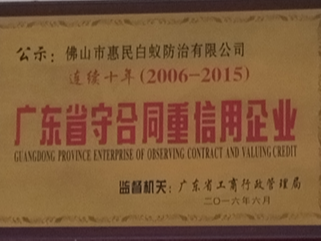 公示：佛山市惠民白蚁防治有限公司
连续十年(2006-2015)
广东省守合同重信用企业
GUANGDONG PROVINCE ENTERPRISE OF OBSERVING CONTRACT AND VALUING CREDIT
监督机关：广东省工商行政管理局
二〇一六年六月